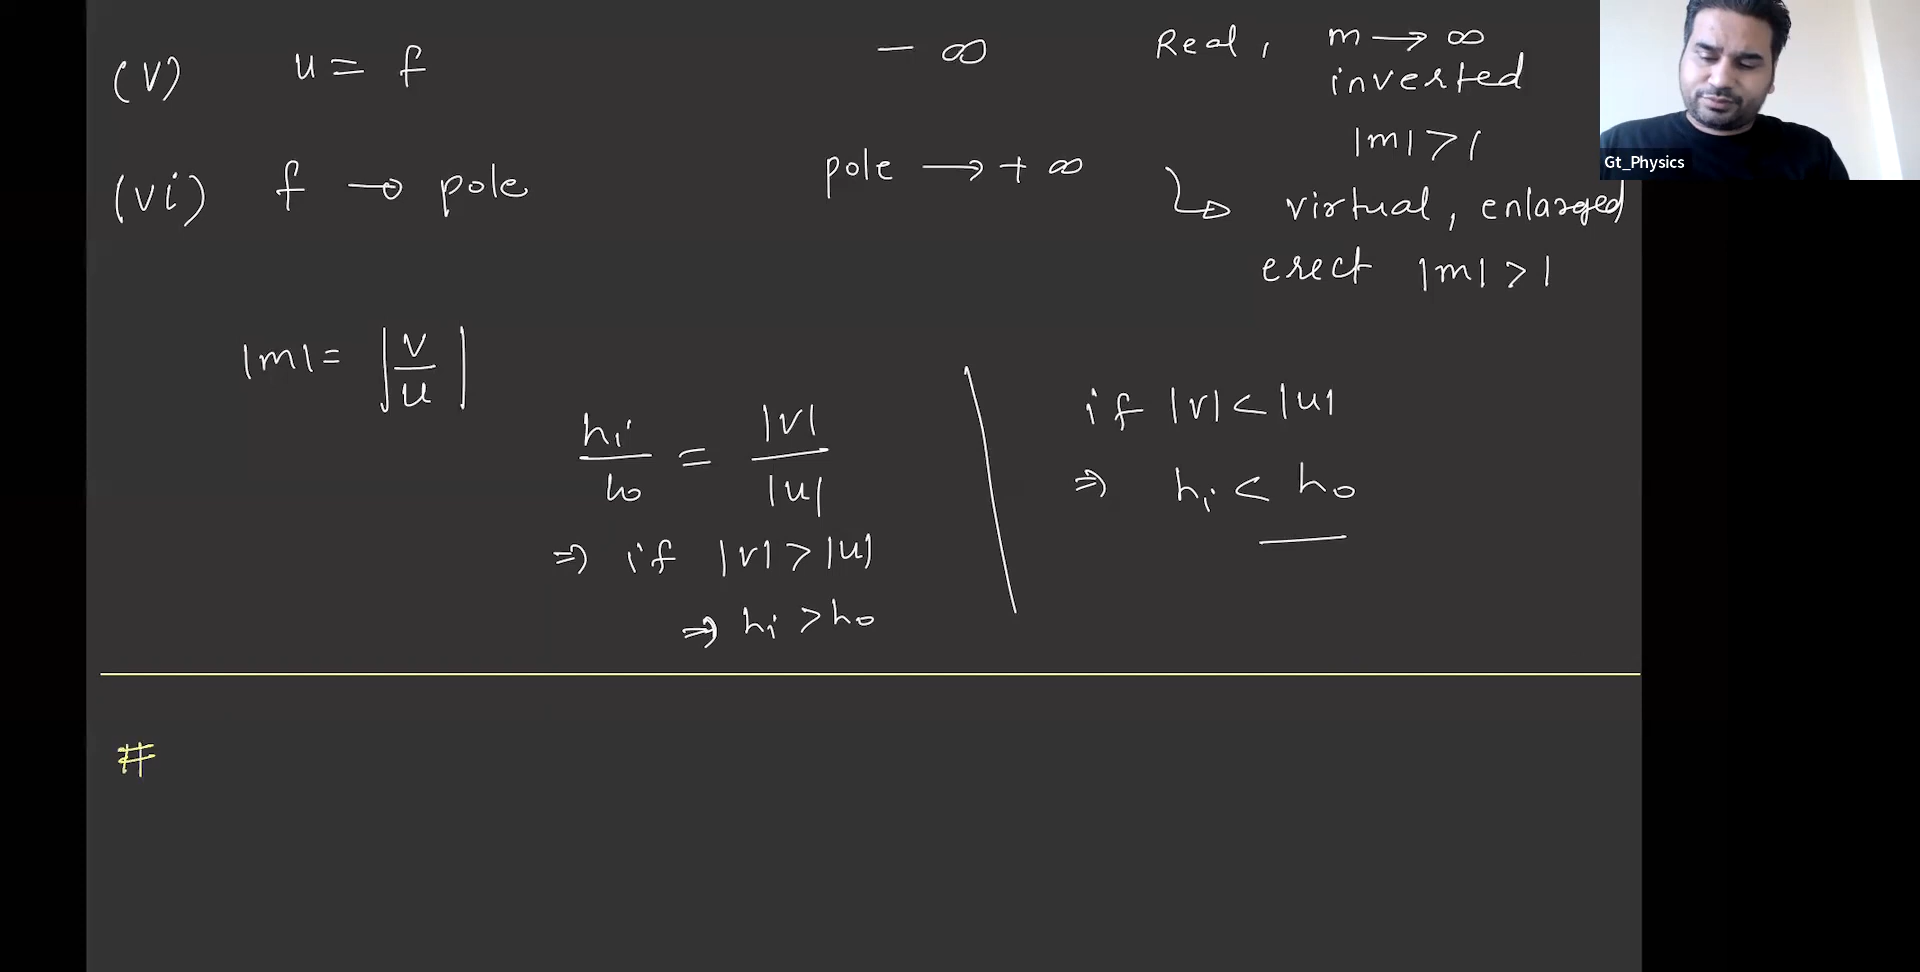 (v) u = f − ∞ Real, m → ∞
inverted
|m| > 1
Gt_Physics
(vi) f → pole pole → + ∞ ↳ virtual, enlarged
erect |m| > 1
|m| = |v/u|
hi/ho = |v|/|u|
⇒ if |v| > |u|
⇒ hi > ho
if |v| < |u|
⇒ hi < ho
#